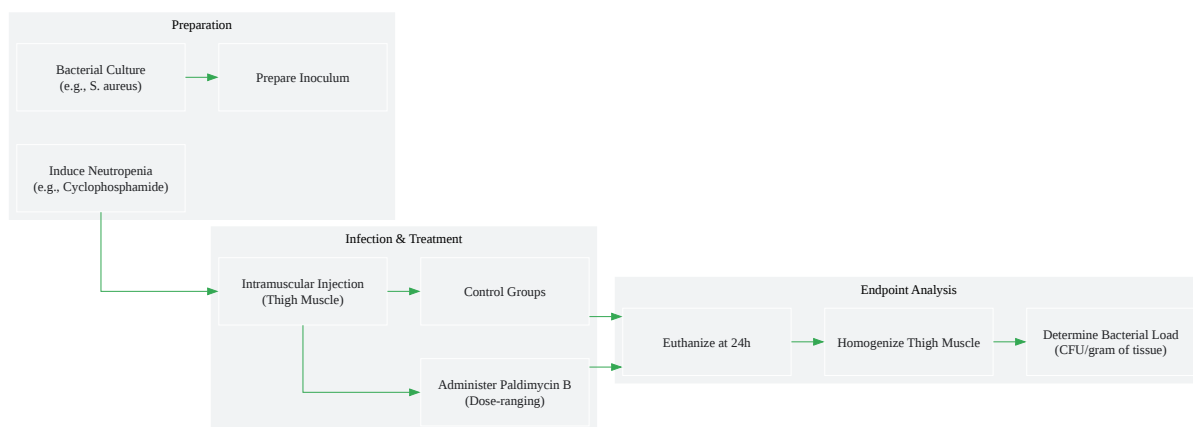 Preparation
Bacterial Culture
(e.g., S. aureus)
Prepare Inoculum
Induce Neutropenia
(e.g., Cyclophosphamide)
Infection & Treatment
Intramuscular Injection
(Thigh Muscle)
Control Groups
Administer Paldimycin B
(Dose-ranging)
Endpoint Analysis
Euthanize at 24h
Homogenize Thigh Muscle
Determine Bacterial Load
(CFU/gram of tissue)